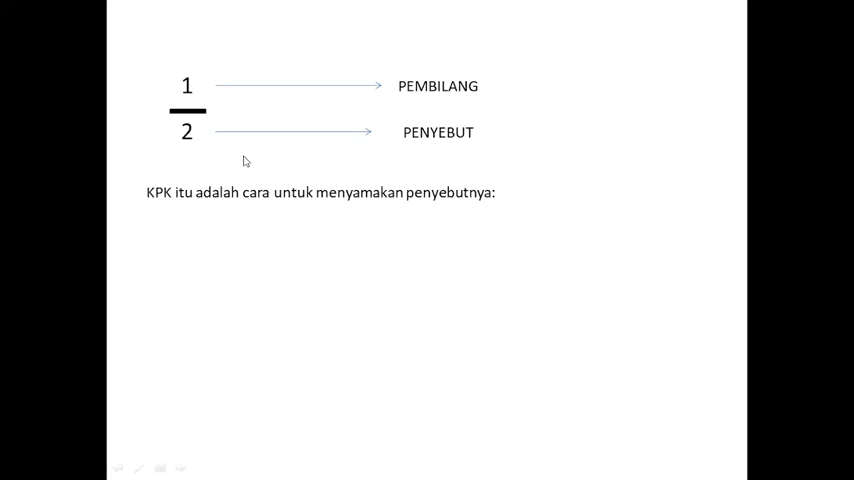 1 PEMBILANG
2 PENYEBUT
KPK itu adalah cara untuk menyamakan penyebutnya: